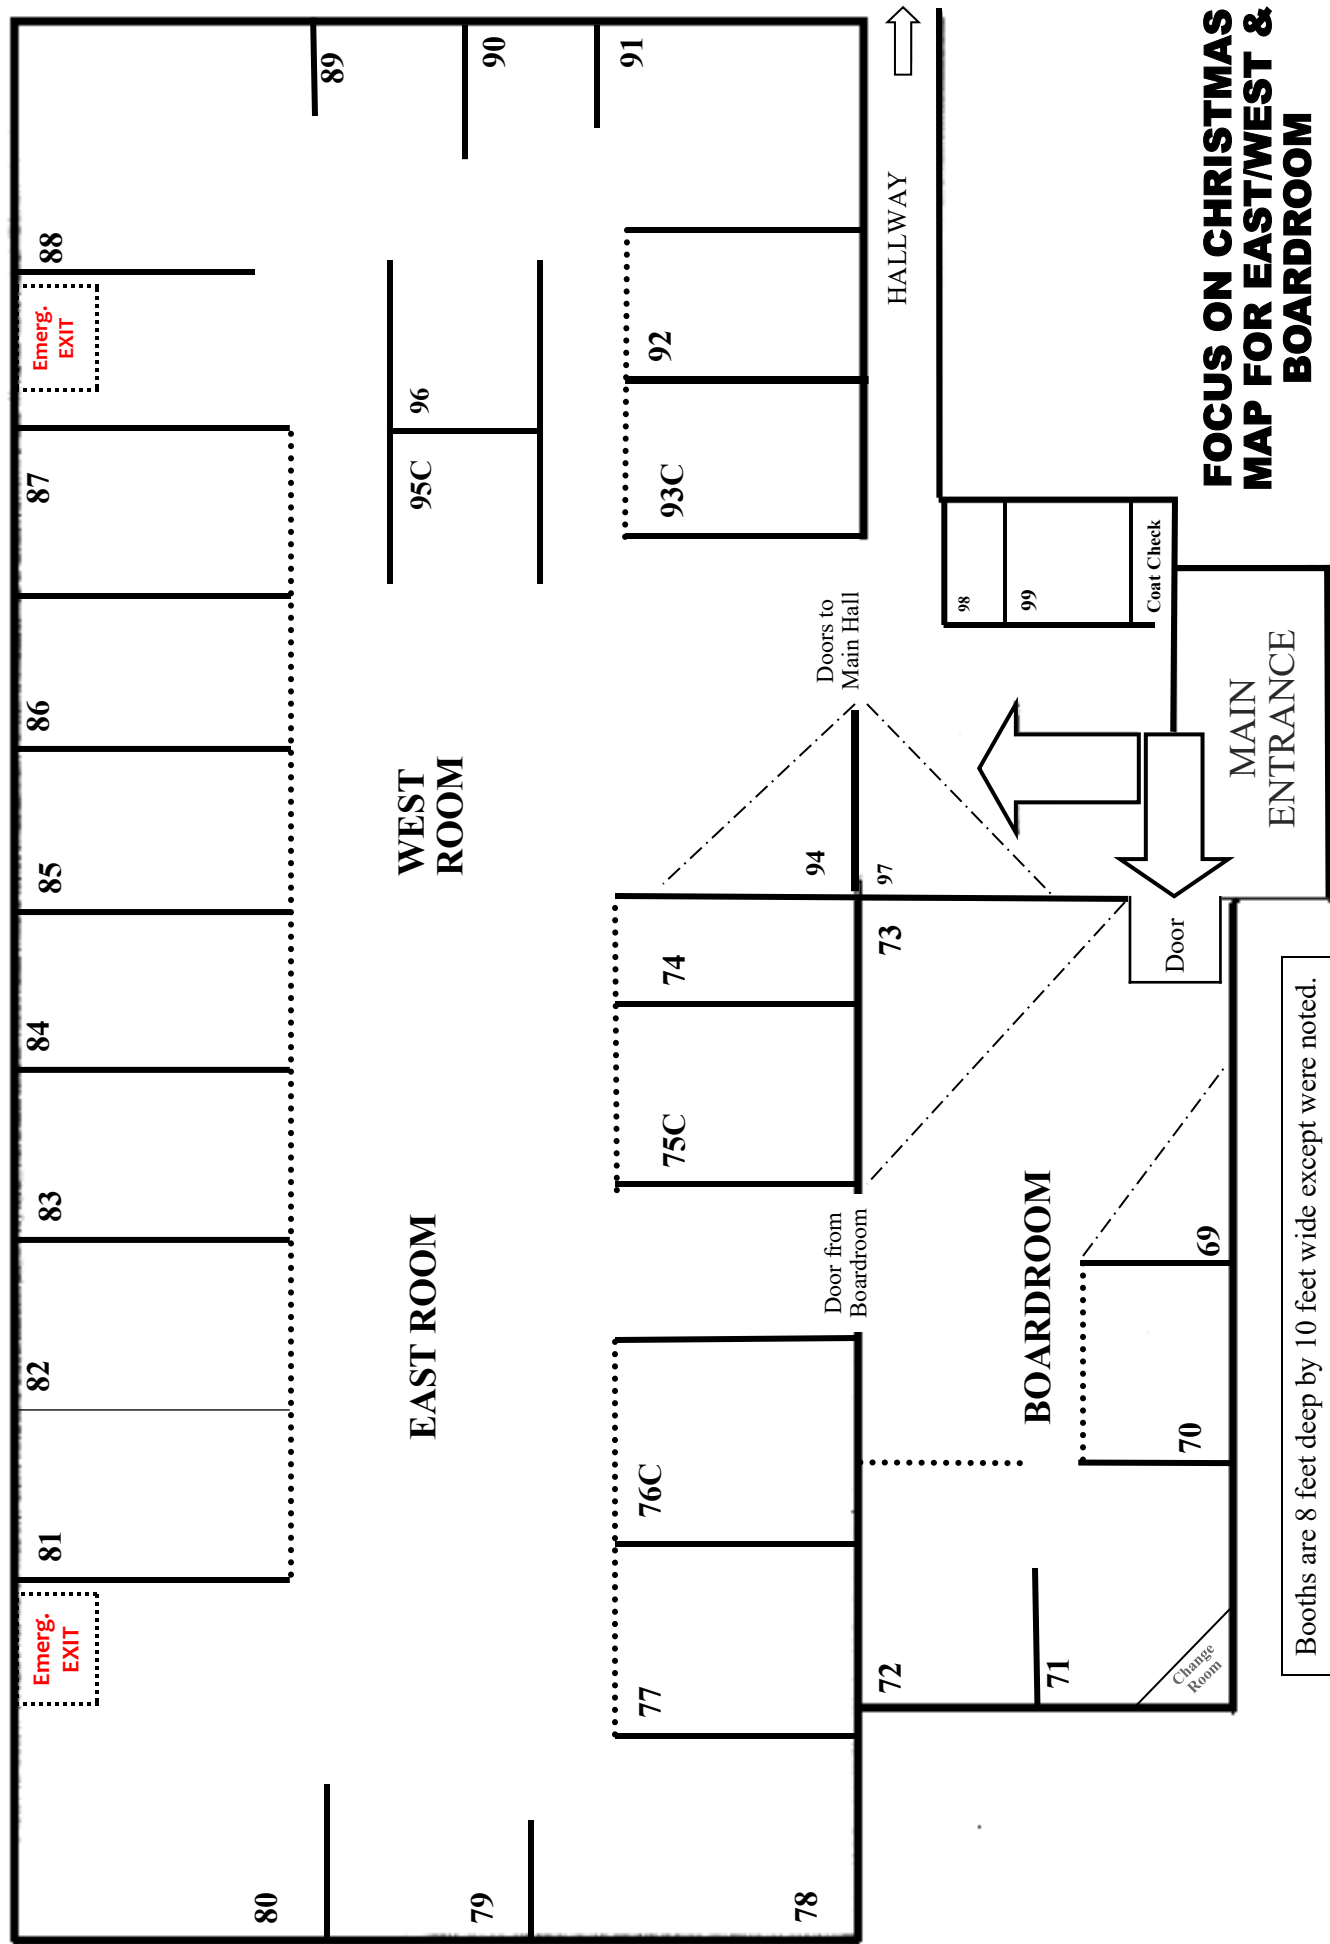 80
Emerg.
EXIT
81
82
83
84
85
86
87
Emerg.
EXIT
88
89
90
91
79
78
EAST ROOM
WEST
ROOM
95C
96
77
76C
75C
74
93C
92
Door from
Boardroom
94
Doors to
Main Hall
HALLWAY
72
71
73
97
98
99
Coat Check
BOARDROOM
Change
Room
70
69
Door
MAIN
ENTRANCE
FOCUS ON CHRISTMAS
MAP FOR EAST/WEST &
BOARDROOM
Booths are 8 feet deep by 10 feet wide except were noted.